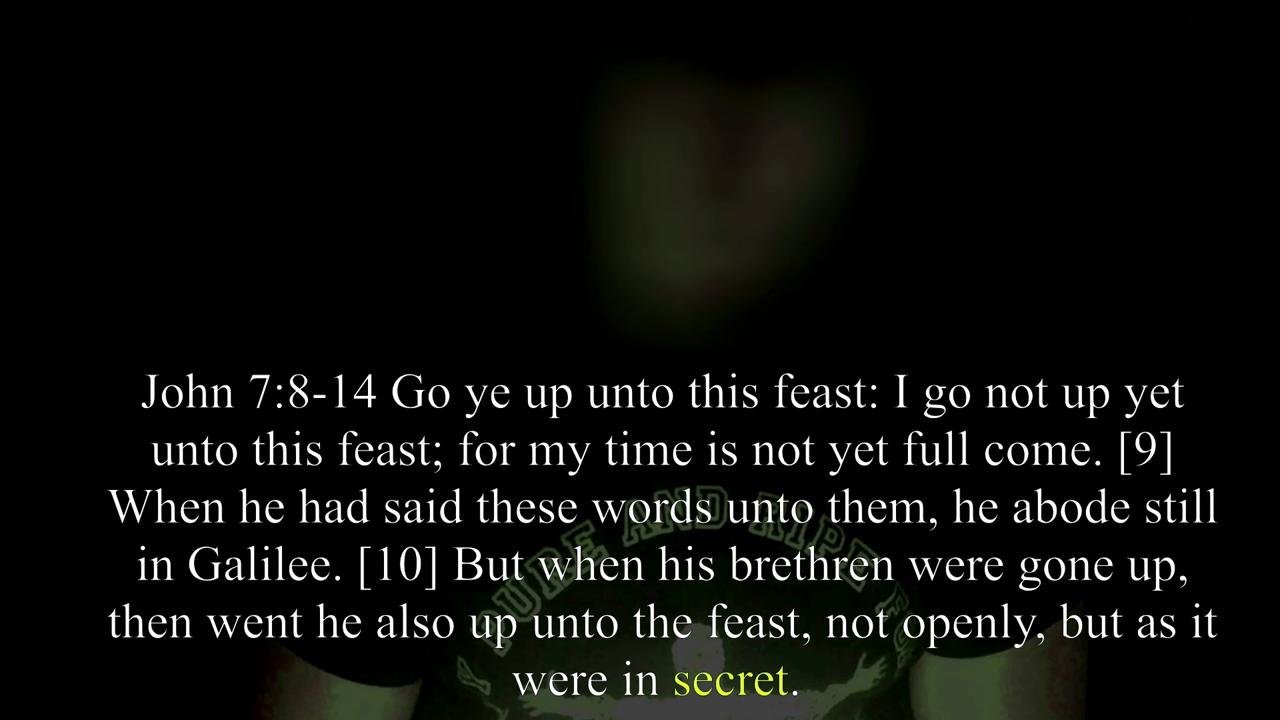 PURE AND RIPE
John 7:8-14 Go ye up unto this feast: I go not up yet
unto this feast; for my time is not yet full come. [9]
When he had said these words unto them, he abode still
in Galilee. [10] But when his brethren were gone up,
then went he also up unto the feast, not openly, but as it
were in secret.